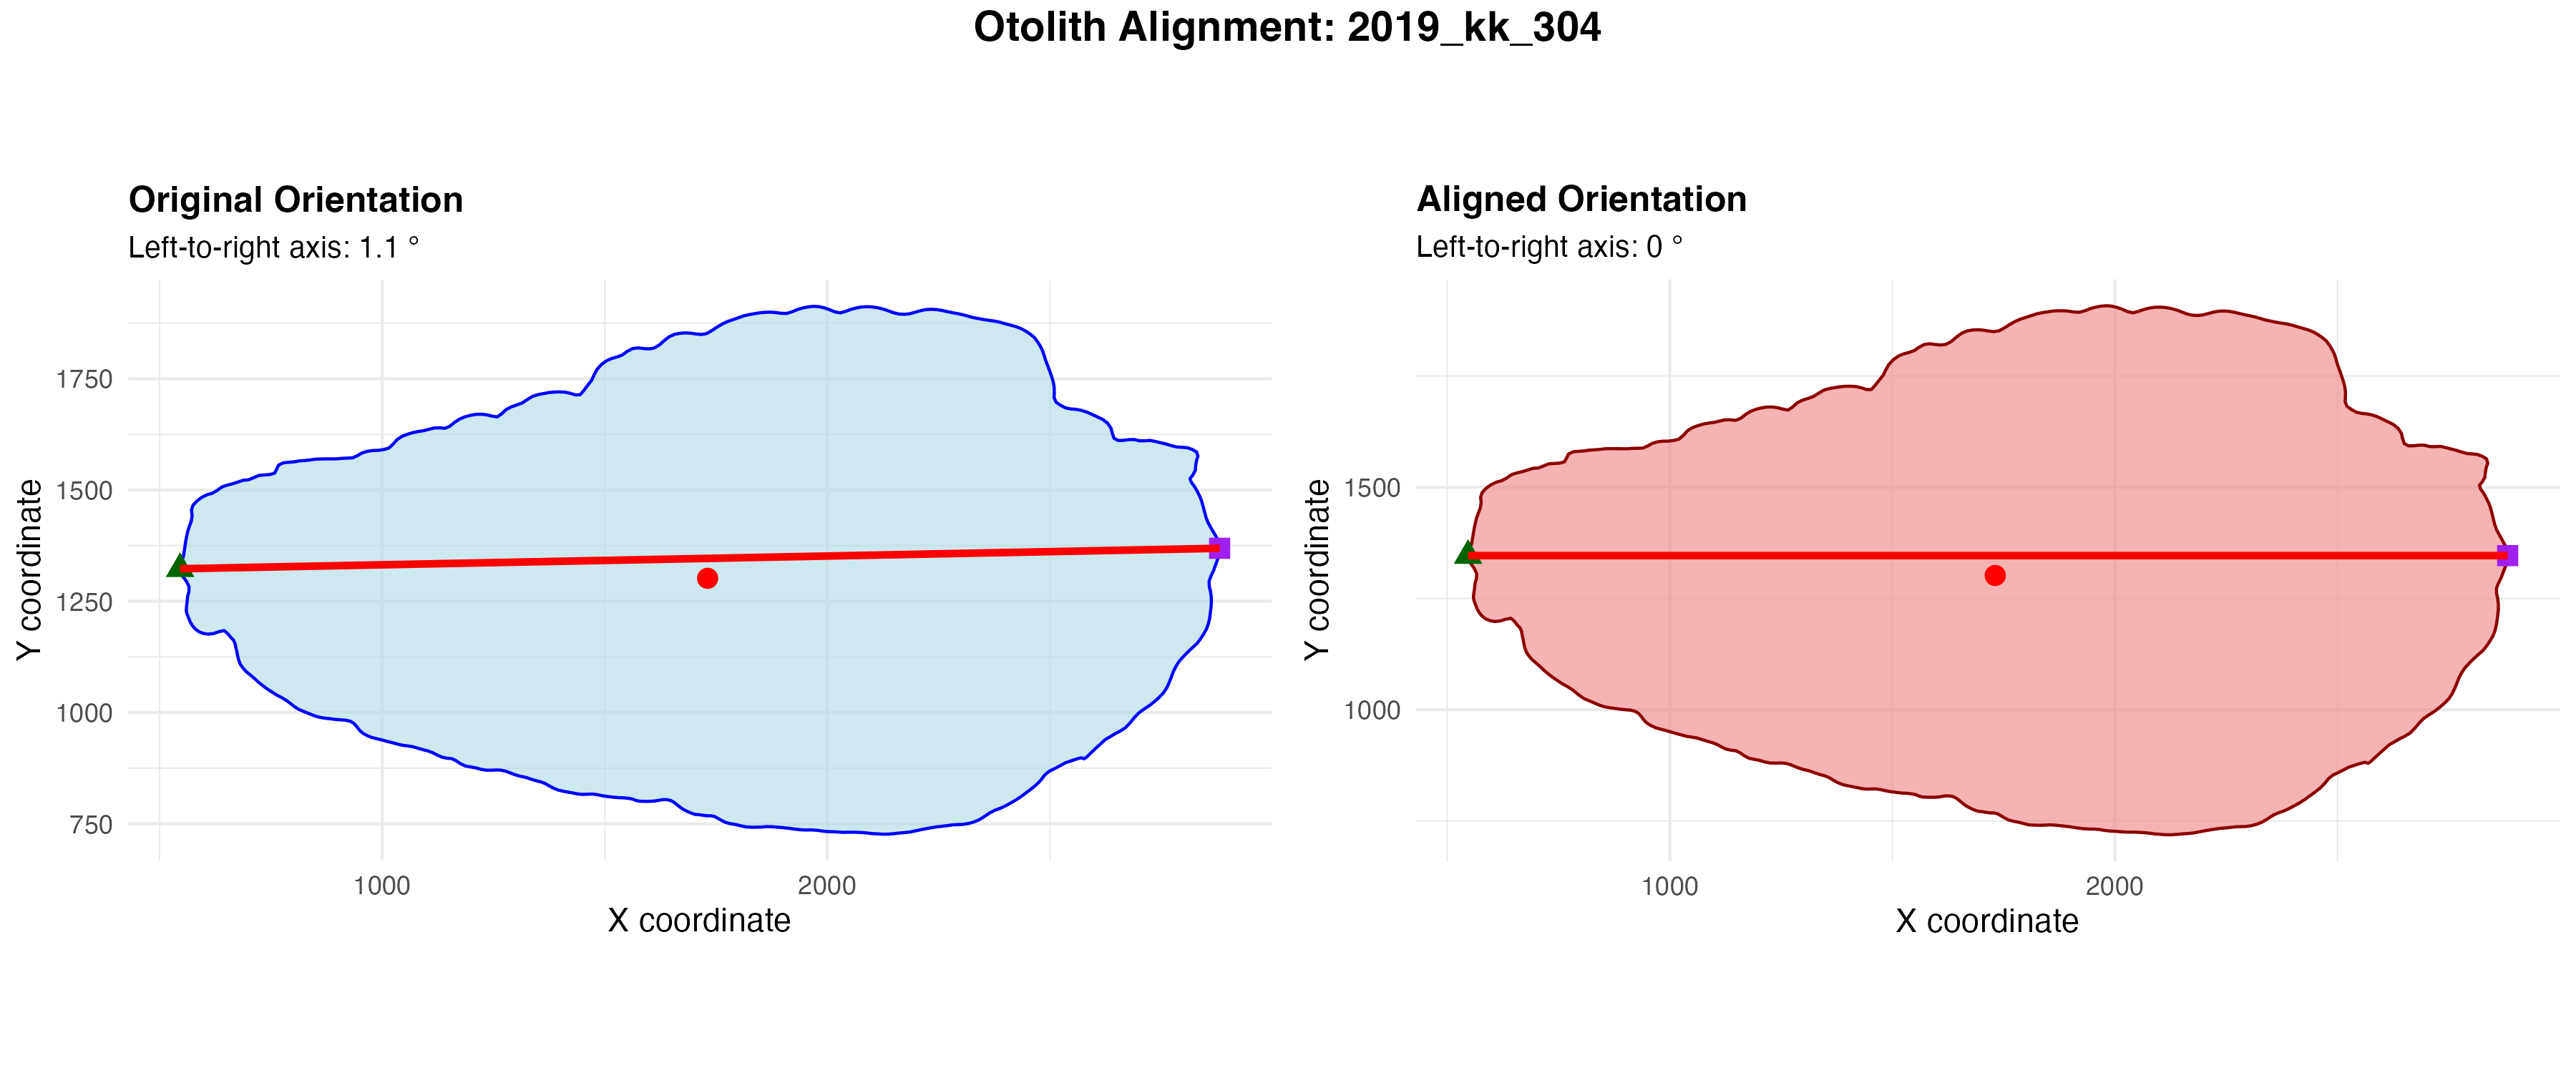 Otolith Alignment: 2019_kk_304
Original Orientation
Left-to-right axis: 1.1 °
Y coordinate
1750
1500
1250
1000
750
1000
2000
X coordinate
Aligned Orientation
Left-to-right axis: 0 °
Y coordinate
1500
1000
1000
2000
X coordinate